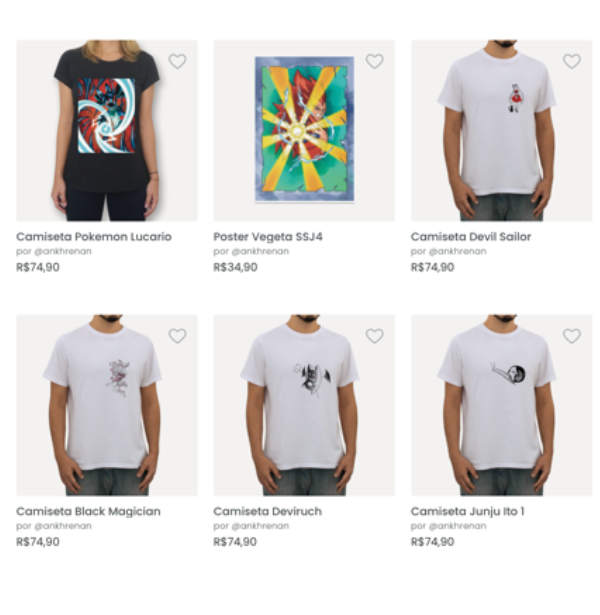 Camiseta Pokemon Lucario
por @ankhrenan
R$74,90
Poster Vegeta SSJ4
por @ankhrenan
R$34,90
Camiseta Devil Sailor
por @ankhrenan
R$74,90
Camiseta Black Magician
por @ankhrenan
R$74,90
Camiseta Deviruch
por @ankhrenan
R$74,90
Camiseta Junju Ito 1
por @ankhrenan
R$74,90